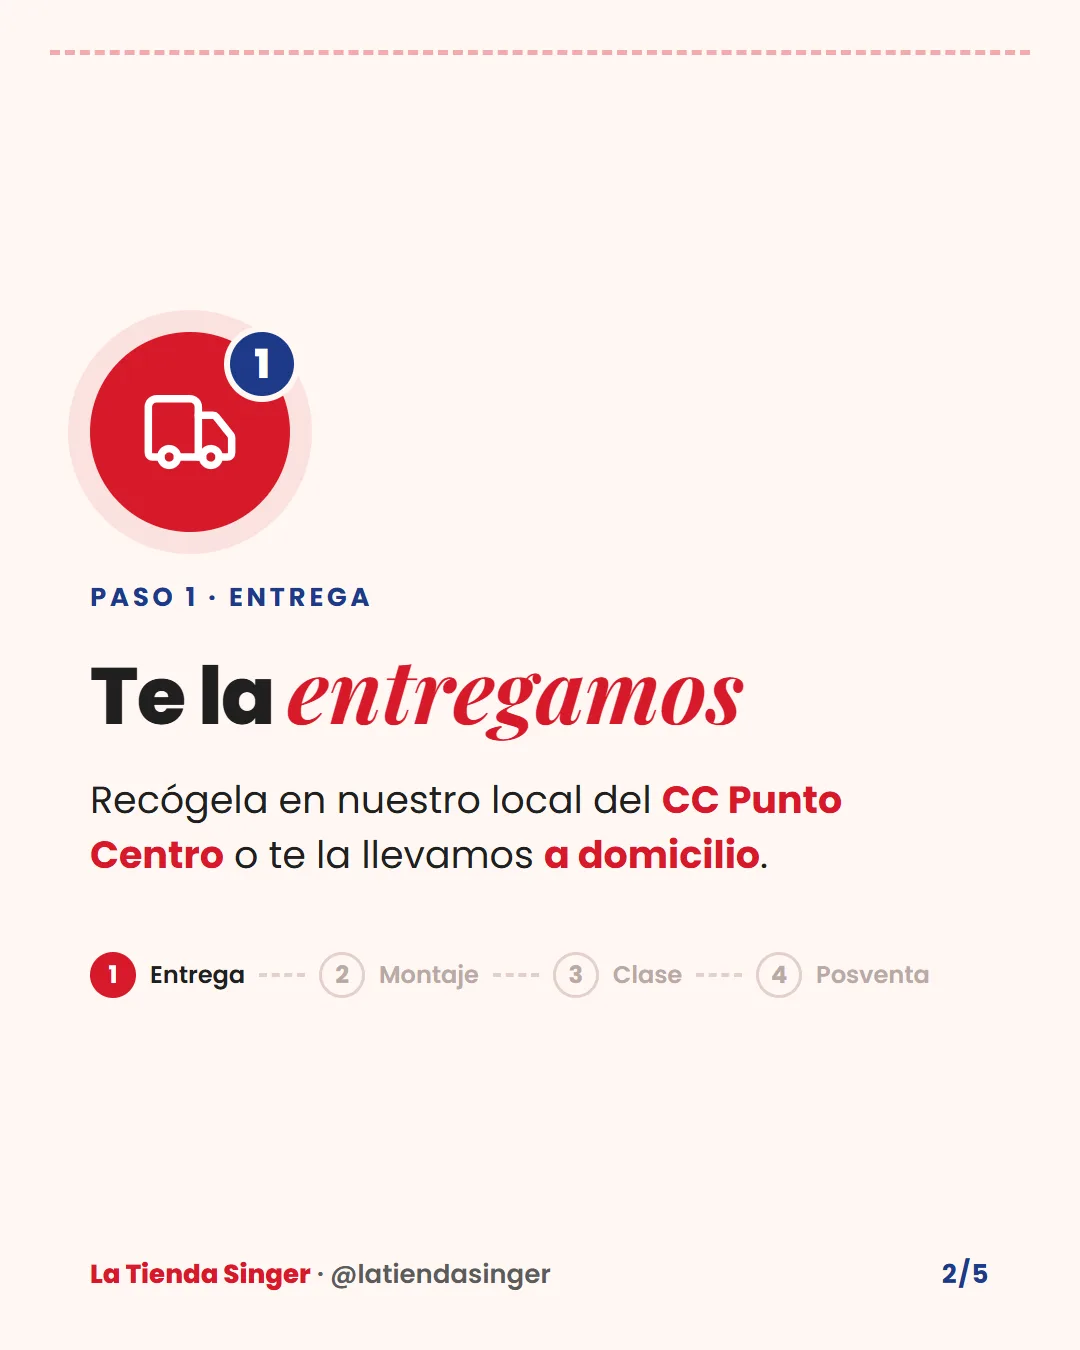 1
PASO 1 · ENTREGA
Te la entregamos
Recógela en nuestro local del CC Punto
Centro o te la llevamos a domicilio.
1 Entrega 2 Montaje 3 Clase 4 Posventa
La Tienda Singer · @latiendasinger 2/5